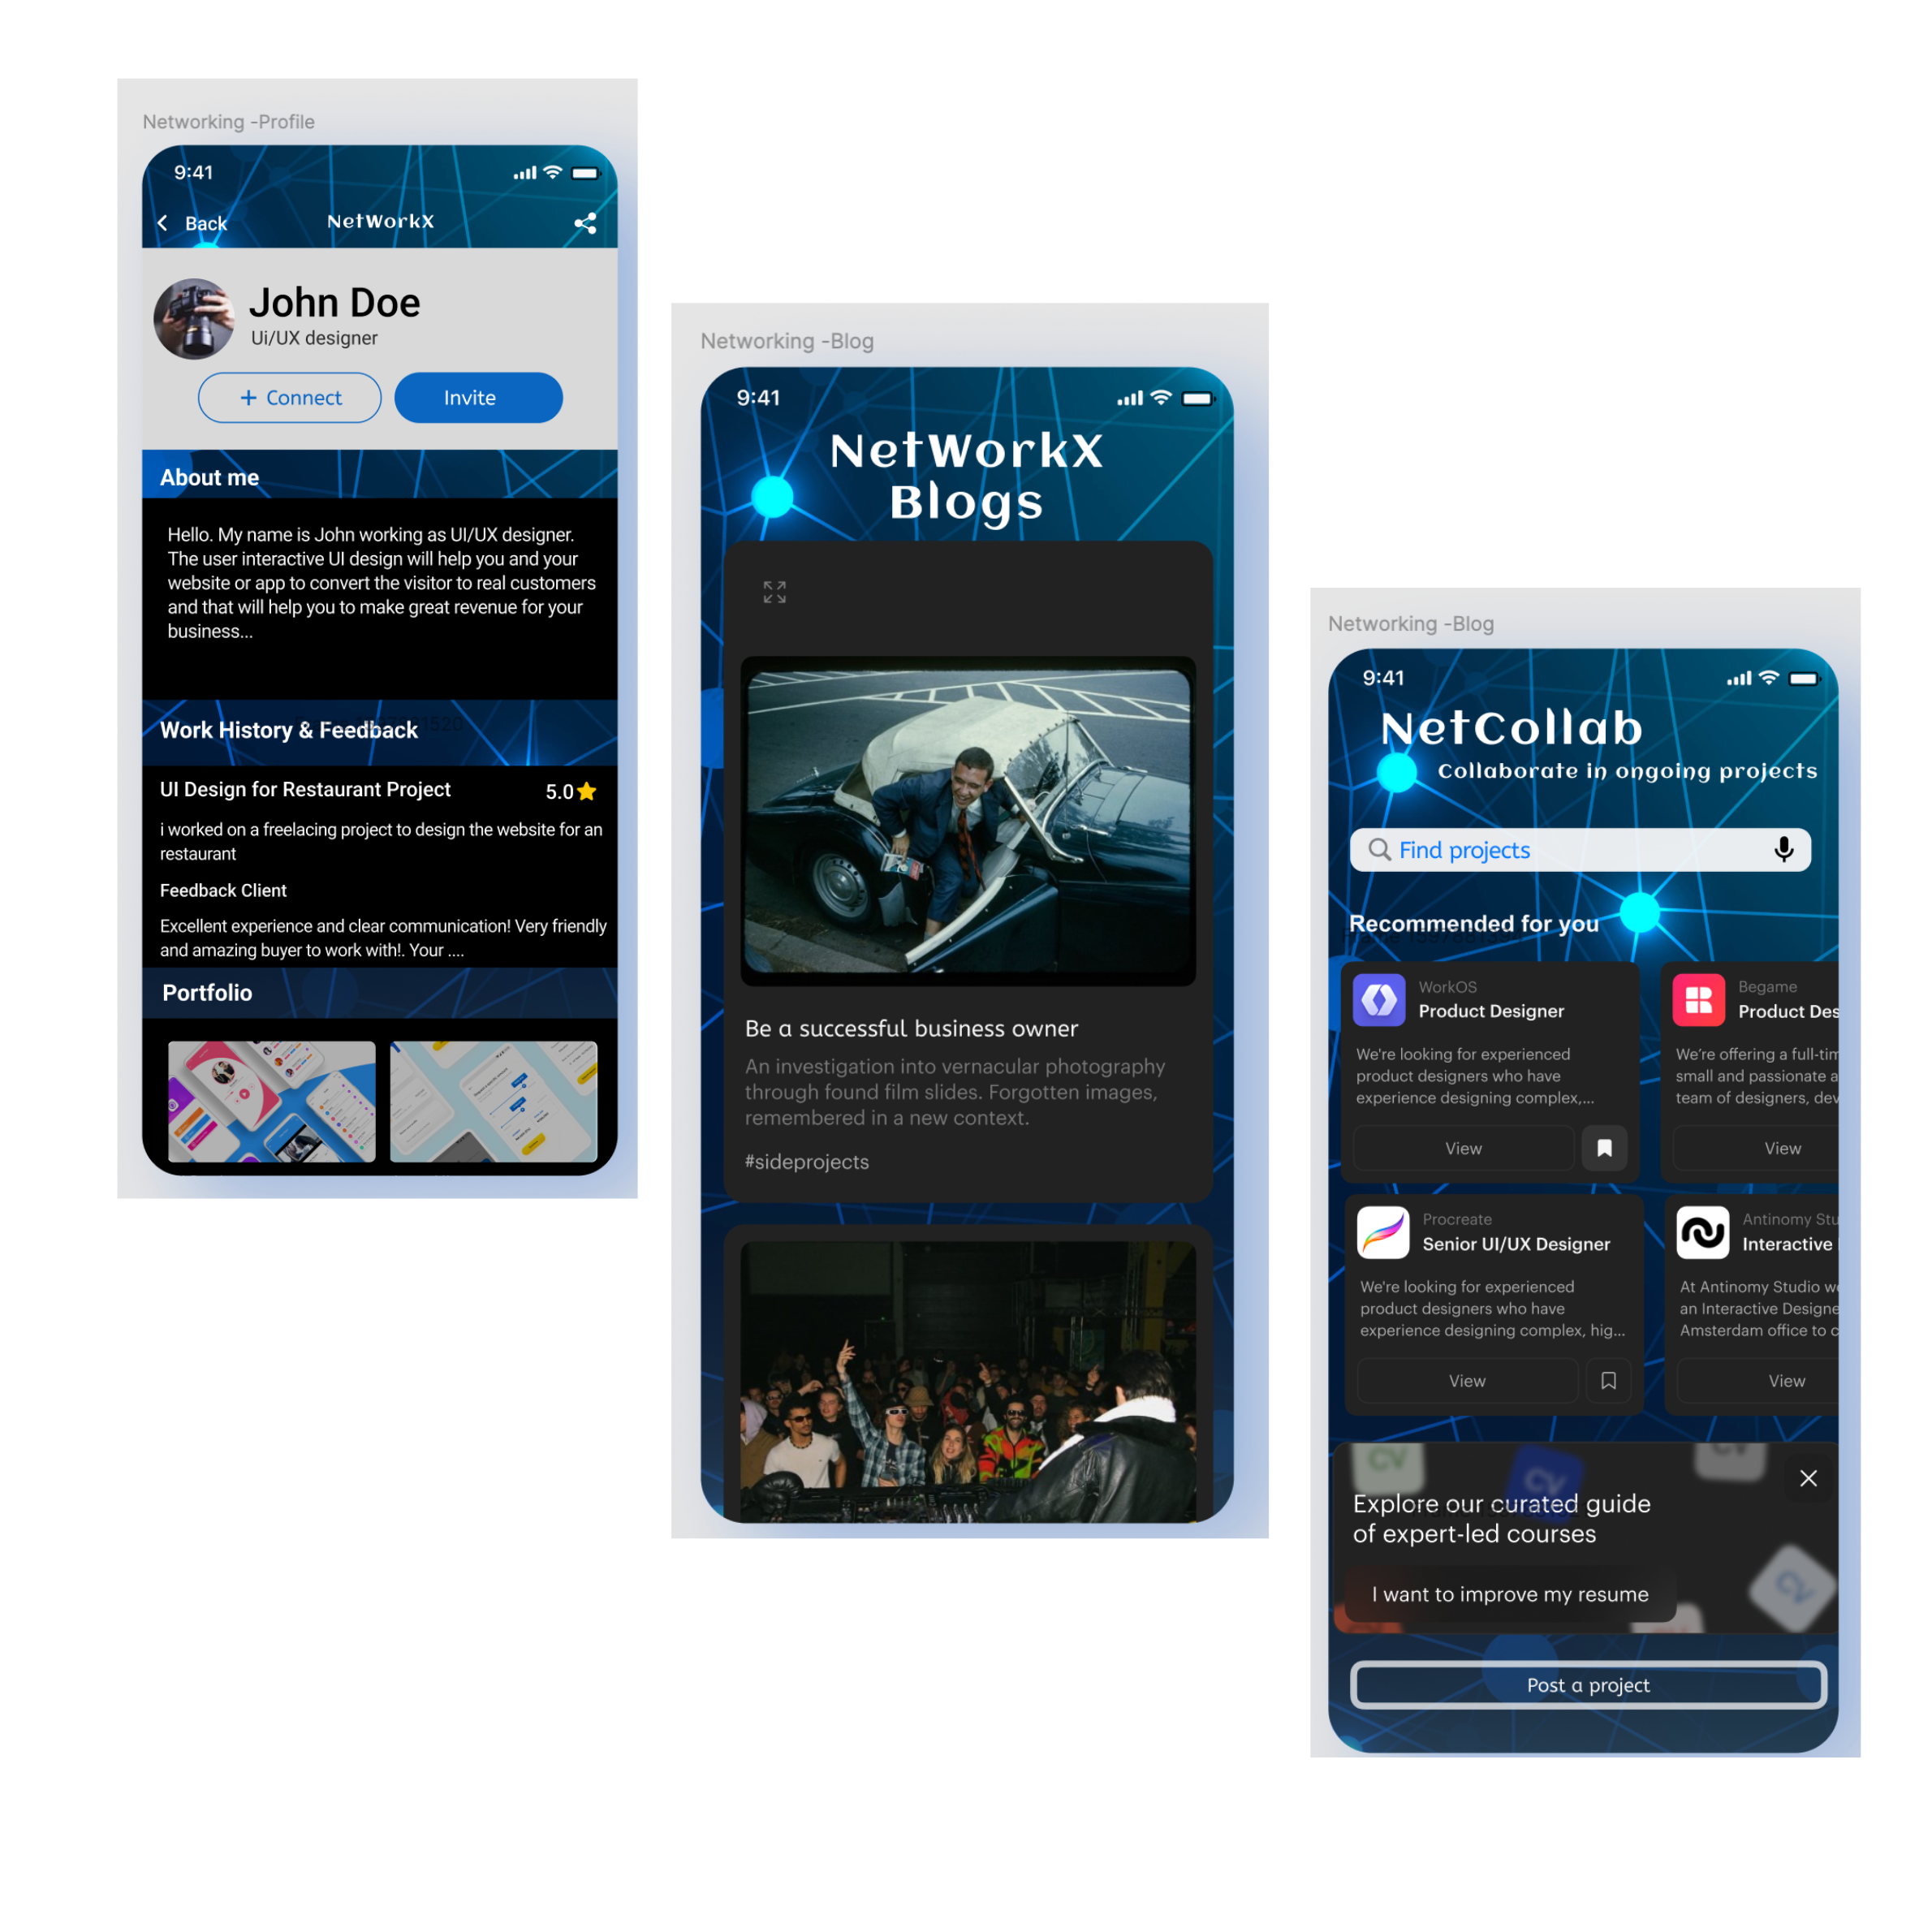 Networking -Profile
9:41
Back
NetWorkX
John Doe
Ui/UX designer
+ Connect
Invite
About me
Hello. My name is John working as UI/UX designer.
The user interactive UI design will help you and your
website or app to convert the visitor to real customers
and that will help you to make great revenue for your
business...
Work History & Feedback
UI Design for Restaurant Project
5.0
i worked on a freelacing project to design the website for an
restaurant
Feedback Client
Excellent experience and clear communication! Very friendly
and amazing buyer to work with!. Your ....
Portfolio
Networking -Blog
9:41
NetWorkX
Blogs
Be a successful business owner
An investigation into vernacular photography
through found film slides. Forgotten images,
remembered in a new context.
#sideprojects
Networking -Blog
9:41
NetCollab
Collaborate in ongoing projects
Find projects
Recommended for you
WorkOS
Product Designer
We're looking for experienced
product designers who have
experience designing complex,...
View
Begame
Product Des
We're offering a full-tim
small and passionate a
team of designers, dev
View
Procreate
Senior UI/UX Designer
We're looking for experienced
product designers who have
experience designing complex, hig...
View
Antinomy Stu
Interactive
At Antinomy Studio we
an Interactive Designe
Amsterdam office to c
View
CV
CV
CV
CV
Explore our curated guide
of expert-led courses
I want to improve my resume
Post a project